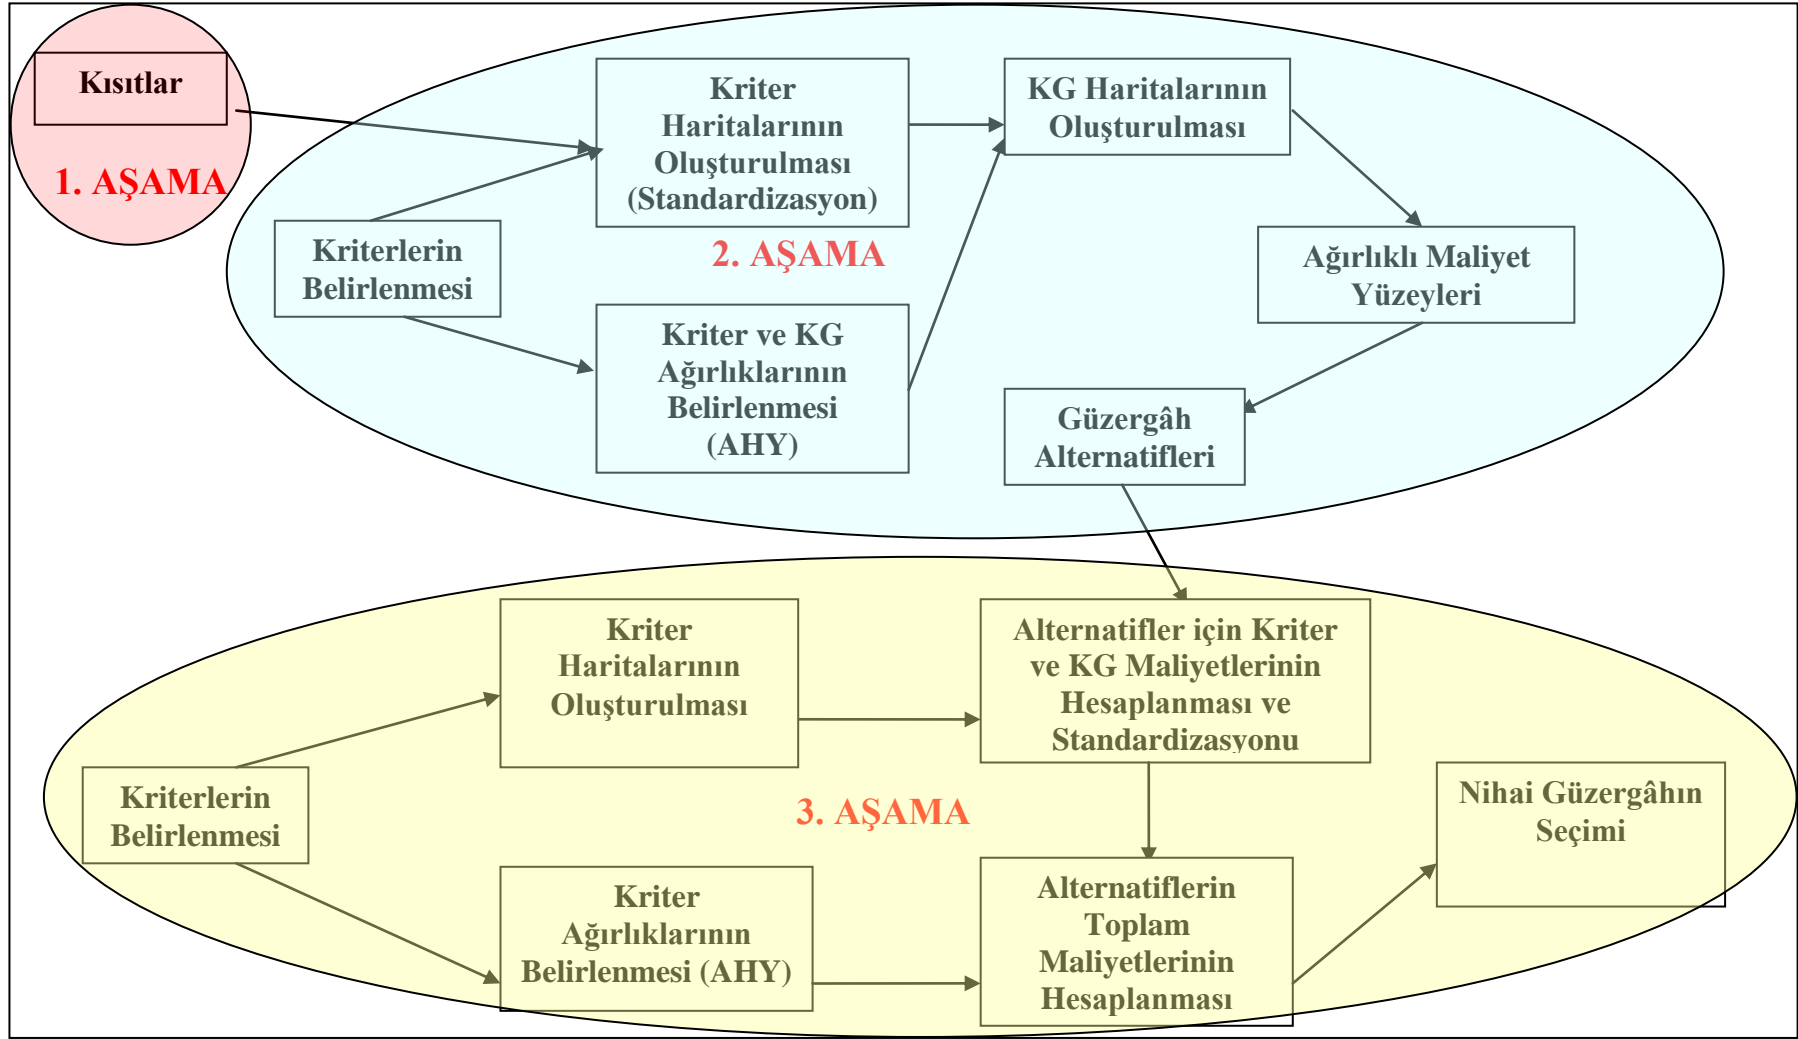 Kısıtlar
1. AŞAMA
Kriterlerin
Belirlenmesi
Kriter
Haritalarının
Oluşturulması
(Standardizasyon)
2. AŞAMA
Kriter ve KG
Ağırlıklarının
Belirlenmesi
(AHY)
KG Haritalarının
Oluşturulması
Ağırlıklı Maliyet
Yüzeyleri
Güzergâh
Alternatifleri
Kriterlerin
Belirlenmesi
Kriter
Haritalarının
Oluşturulması
Kriter
Ağırlıklarının
Belirlenmesi (AHY)
3. AŞAMA
Alternatifler için Kriter
ve KG Maliyetlerinin
Hesaplanması ve
Standardizasyonu
Alternatiflerin
Toplam
Maliyetlerinin
Hesaplanması
Nihai Güzergâhın
Seçimi